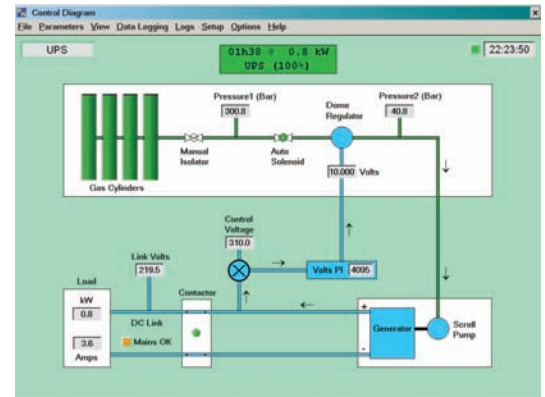 Control Diagram
File Parameters View Data Logging Logs Setup Options Help
UPS
01h38 @ 0.8 kW
UPS (100%)
22:23:50
Pressure1 (Bar)
300.8
Dome
Regulator
Pressure2 (Bar)
40.8
Manual
Isolator
Auto
Solenoid
10.000 Volts
Gas Cylinders
Control
Voltage
310.0
Link Volts
219.5
Volts PI 4095
Load
kW
0.8
Contactor
DC Link
Mains OK
3.6
Amps
+
Generator
-
Scroll
Pump